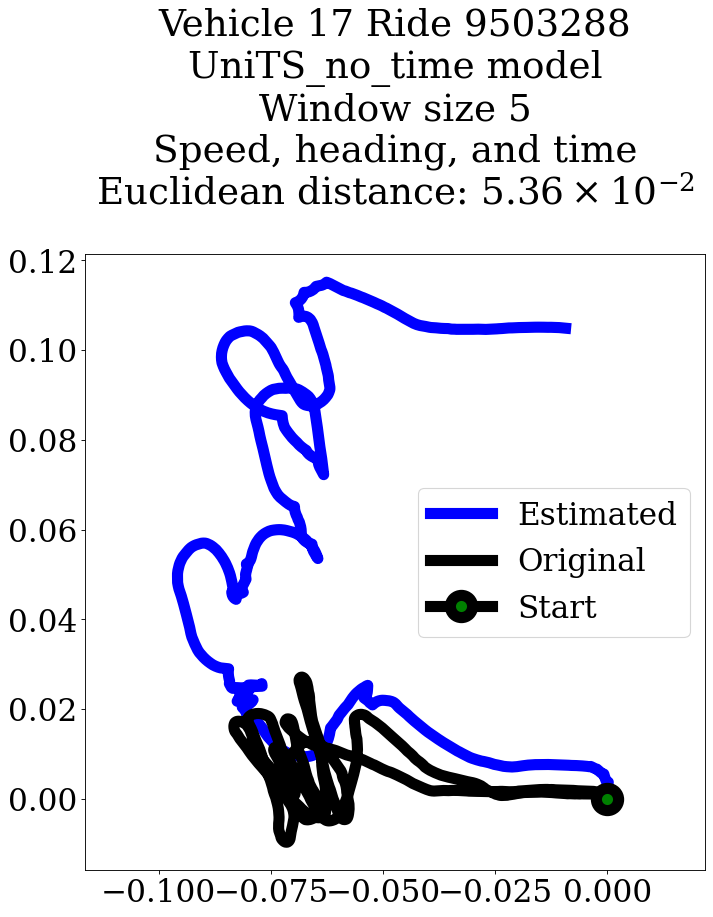 Vehicle 17 Ride 9503288
UniTS_no_time model
Window size 5
Speed, heading, and time
Euclidean distance: 5.36 × 10⁻²
0.12
0.10
0.08
0.06
0.04
0.02
0.00
Estimated
Original
Start
−0.100 −0.075 −0.050 −0.025 0.000